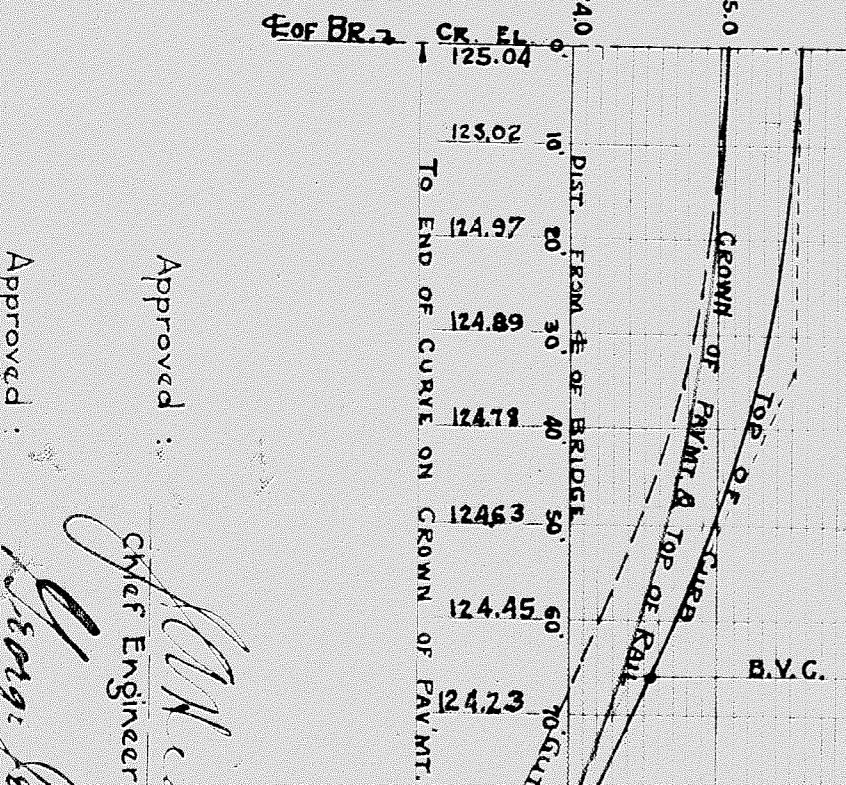 ℄ OF BR.
CR. EL.
125.04
125.02
124.97
124.89
124.78
124.63
124.45
124.23
0'
10'
20'
30'
40'
50'
60'
70'
4.0
5.0
DIST. FROM ℄ OF BRIDGE
TO END OF CURVE ON CROWN OF PAV'MT.
CROWN OF PAV'MT. & TOP OF RAIL
TOP OF CURB
B.V.C.
Approved :
Chief Engineer
Approved :